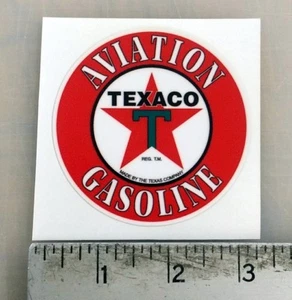 AVIATION
TEXACO
T
REG. T.M.
MADE BY THE TEXAS COMPANY
GASOLINE
1 2 3